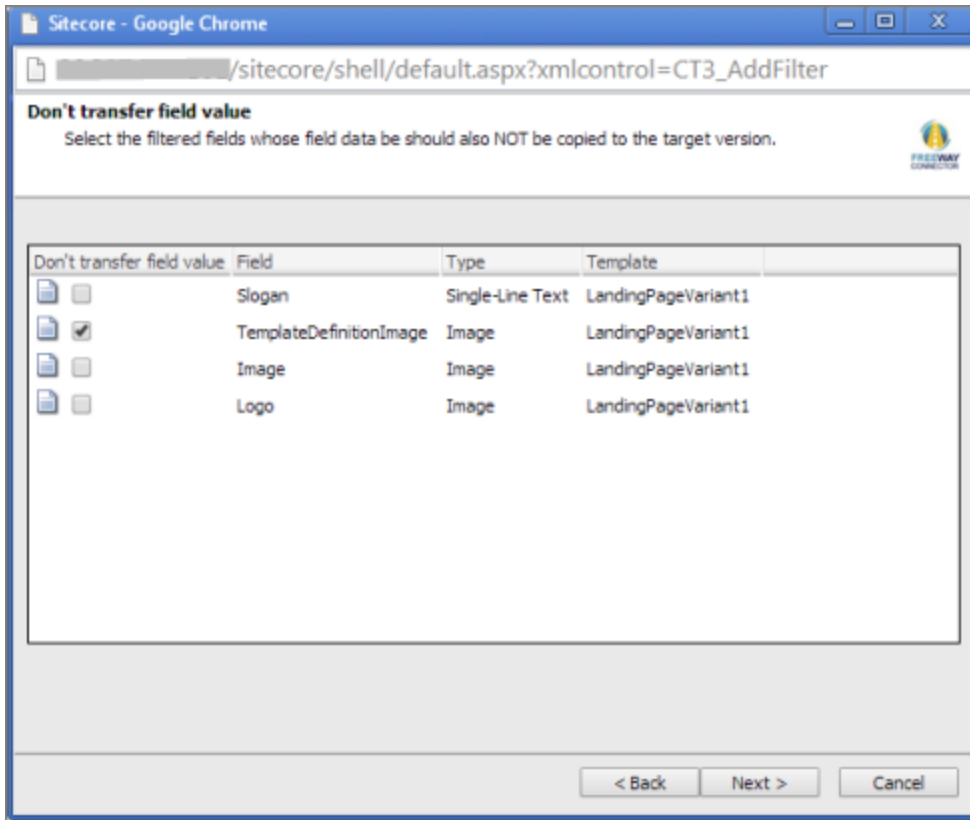 Sitecore - Google Chrome
/sitecore/shell/default.aspx?xmlcontrol=CT3_AddFilter
Don't transfer field value
Select the filtered fields whose field data be should also NOT be copied to the target version.
FREEWAY
CONNECTOR
Don't transfer field value Field Type Template
Slogan Single-Line Text LandingPageVariant1
TemplateDefinitionImage Image LandingPageVariant1
Image Image LandingPageVariant1
Logo Image LandingPageVariant1
< Back Next > Cancel